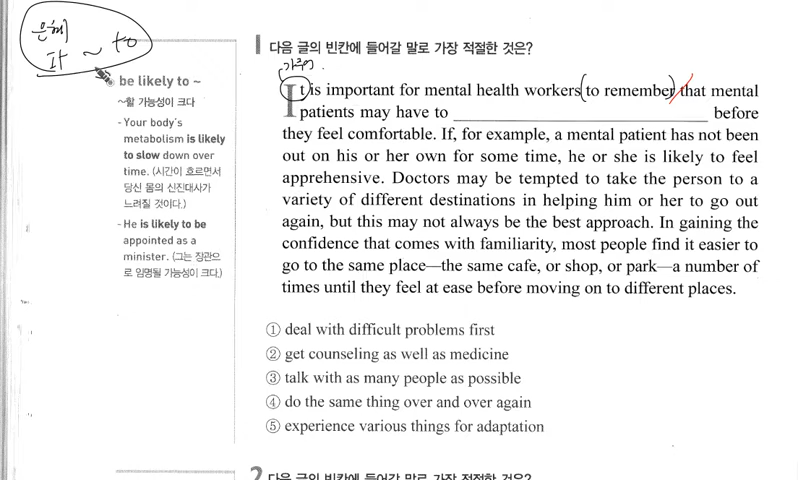 It ~ to
be likely to ~
~할 가능성이 크다
- Your body's
metabolism is likely
to slow down over
time. (시간이 흐르면서
당신 몸의 신진대사가
느려질 것이다.)
- He is likely to be
appointed as a
minister. (그는 장관으
로 임명될 가능성이 크다.)
1 다음 글의 빈칸에 들어갈 말로 가장 적절한 것은?
가주어.
It is important for mental health workers (to remember) that mental
patients may have to ____________________ before
they feel comfortable. If, for example, a mental patient has not been
out on his or her own for some time, he or she is likely to feel
apprehensive. Doctors may be tempted to take the person to a
variety of different destinations in helping him or her to go out
again, but this may not always be the best approach. In gaining the
confidence that comes with familiarity, most people find it easier to
go to the same place—the same cafe, or shop, or park—a number of
times until they feel at ease before moving on to different places.
① deal with difficult problems first
② get counseling as well as medicine
③ talk with as many people as possible
④ do the same thing over and over again
⑤ experience various things for adaptation
2 다음 글의 빈칸에 들어갈 말로 가장 적절한 것은?